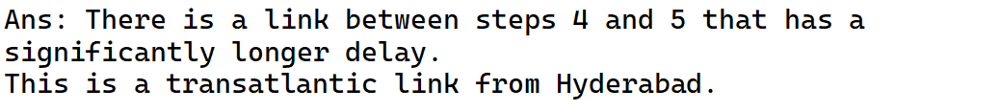 Ans: There is a link between steps 4 and 5 that has a
significantly longer delay.
This is a transatlantic link from Hyderabad.